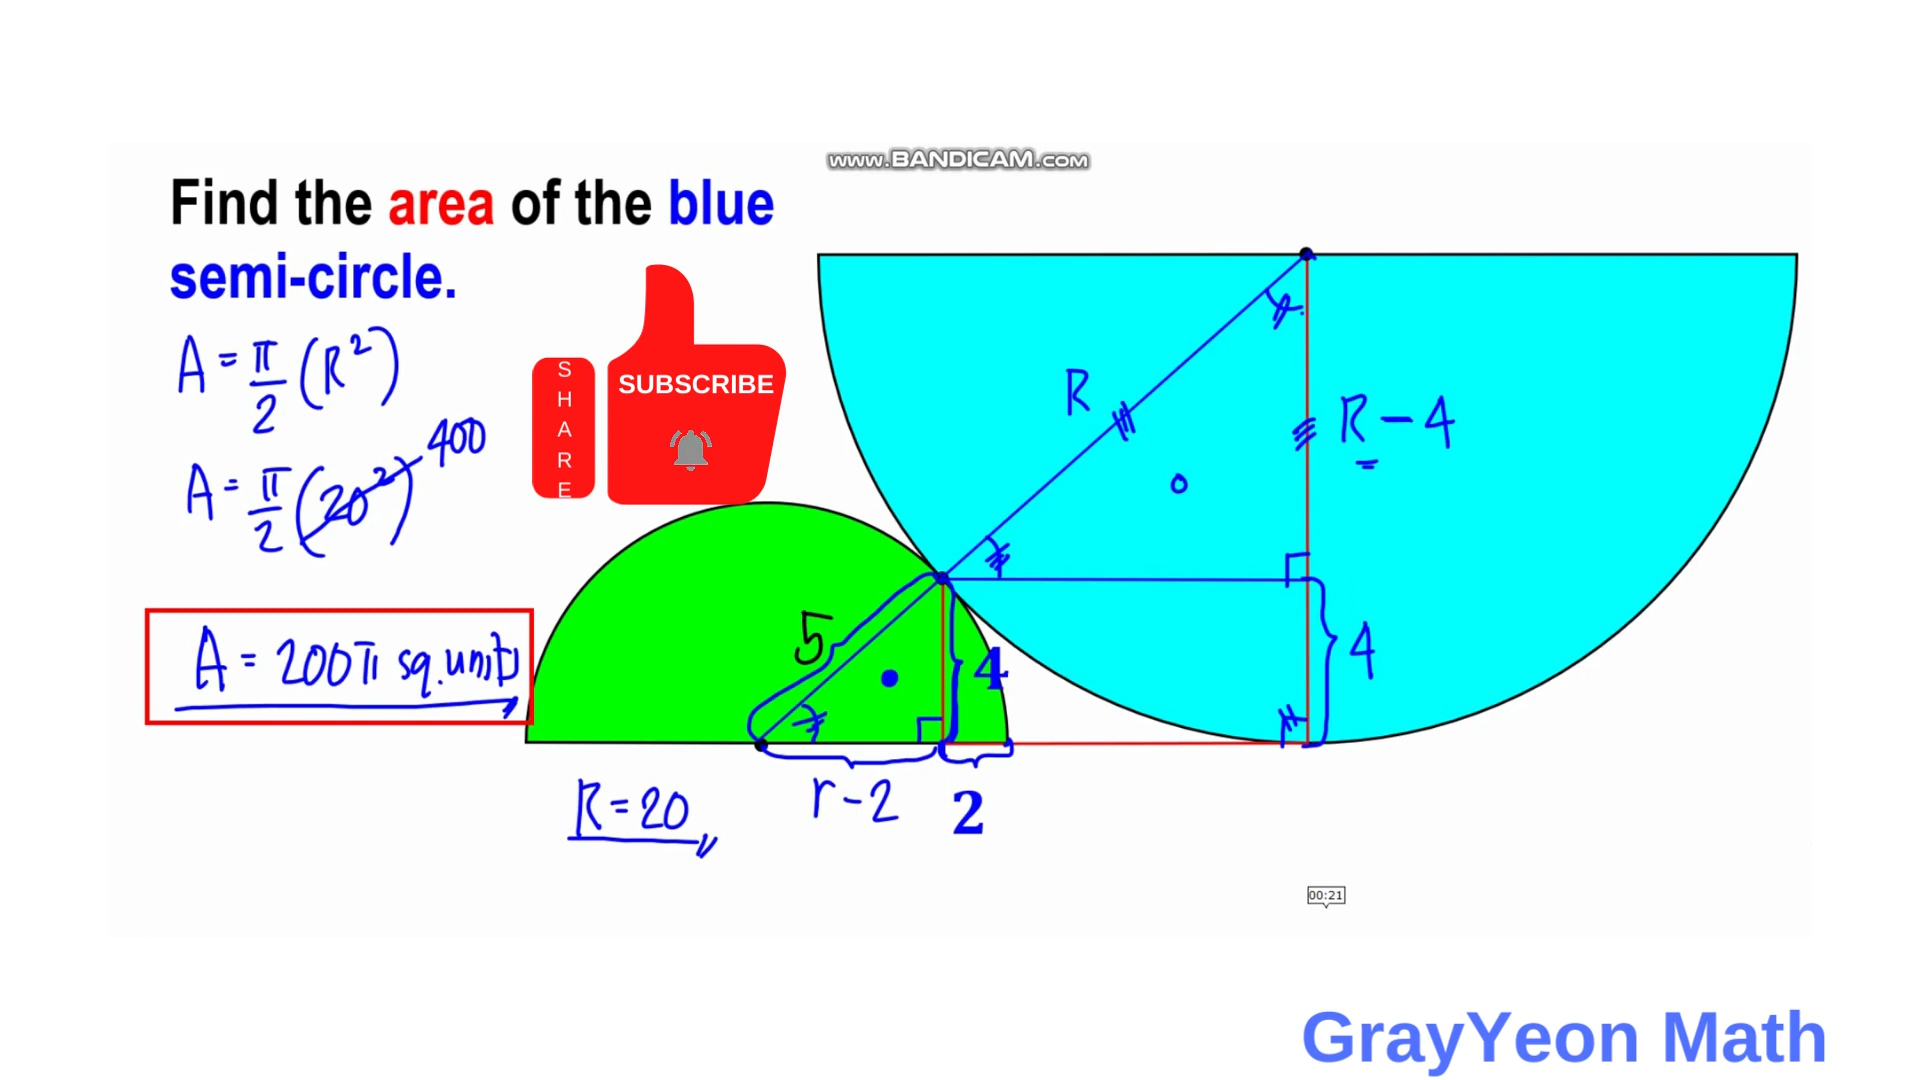 www.BANDICAM.com
Find the area of the blue
semi-circle.
A = π/2 (R²)
A = π/2 (20²) 400
A = 200π sq.units
S
H
A
R
E
SUBSCRIBE
R
R - 4
5
4
4
r - 2
2
R = 20
00:21
GrayYeon Math